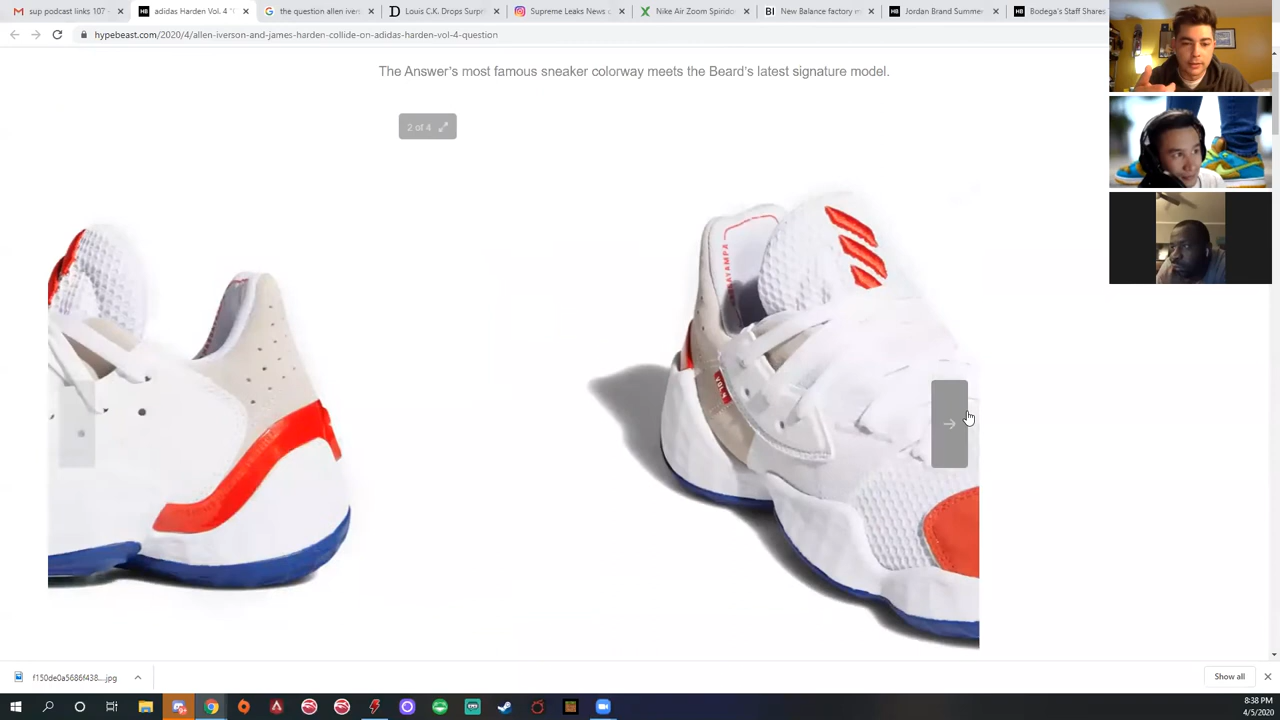 sup podcast links 107
adidas Harden Vol. 4 "
the question allen ivers
Louis C.K. Drops Surpri
Supreme Leaks News
Nike Air Zoom Spiridon
New Balance factory m
Jordan Brand Summer
Bodega's Staff Shares
hypebeast.com/2020/4/allen-iverson-and-james-harden-collide-on-adidas-harden-vol-4-question
The Answer's most famous sneaker colorway meets the Beard's latest signature model.
2 of 4
VOL.4
f150de0a5686f438....jpg
Show all
8:38 PM
4/5/2020